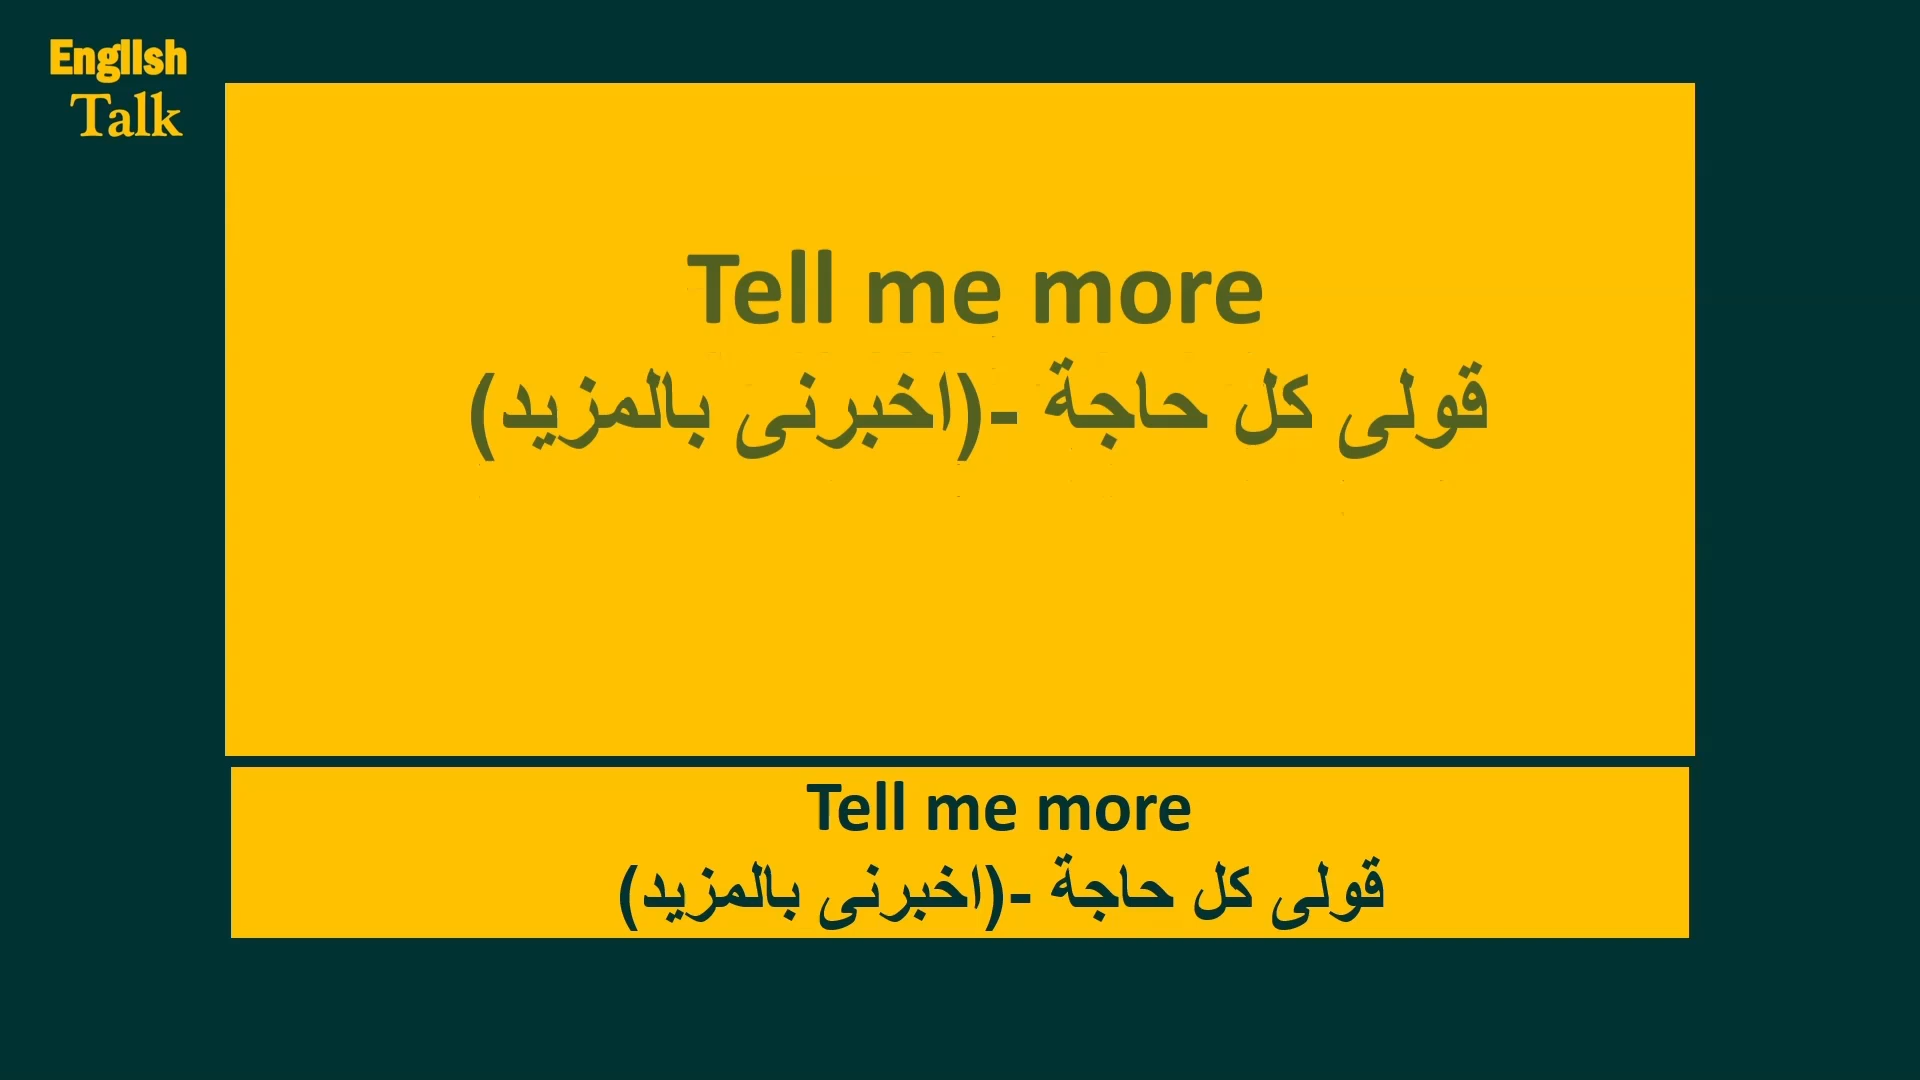 English
Talk
Tell me more
قولى كل حاجة -(اخبرنى بالمزيد)
Tell me more
قولى كل حاجة -(اخبرنى بالمزيد)